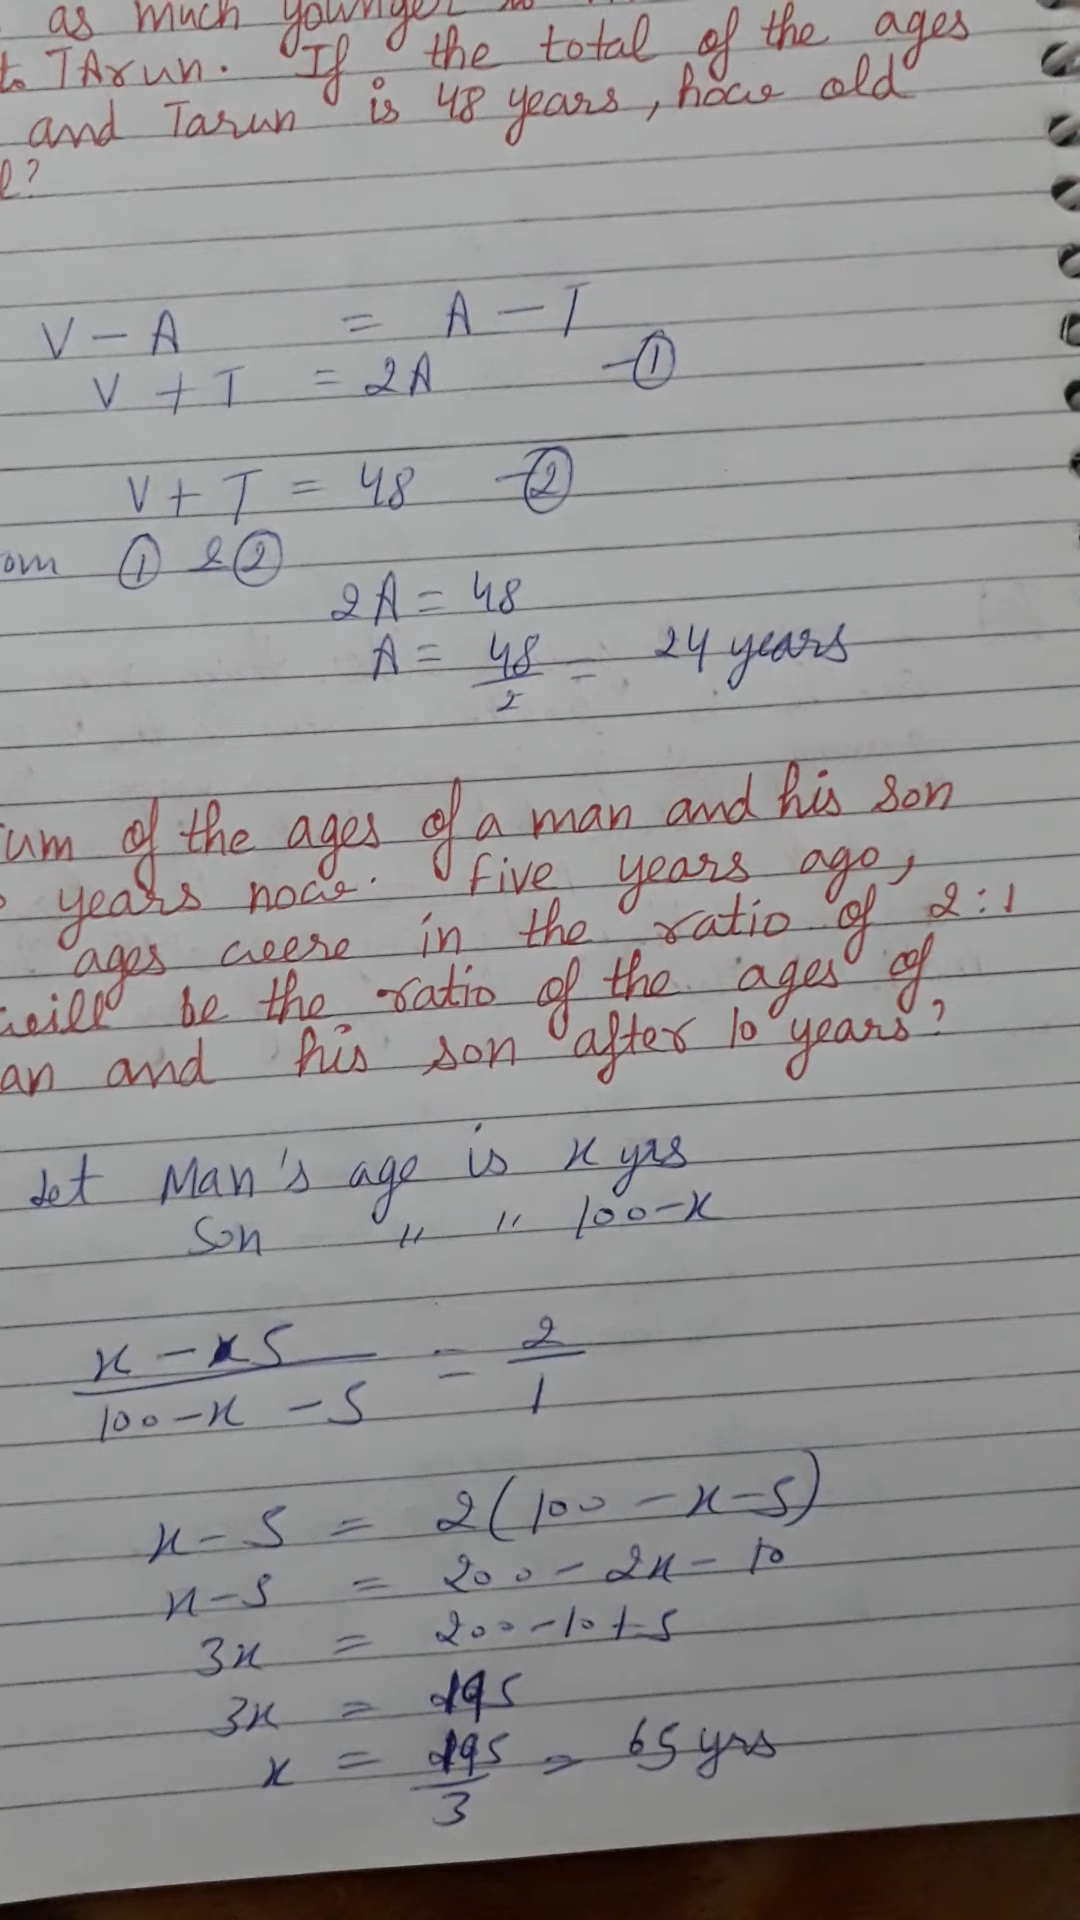 as much younger
to TArun. If the total of the ages
and Tarun is 48 years, how old
?
V - A = A - T
V + T = 2A - ①
V + T = 48 - ②
om ① & ②
2A = 48
A = 48/2 = 24 years
um of the ages of a man and his son
years now. Five years ago,
ages were in the ratio of 2:1
will be the ratio of the ages of
an and his son after 10 years?
Let Man's age is x yrs
Son " " 100-x
x - 5 / 100-x - 5 = 2/1
x - 5 = 2(100 - x - 5)
x - 5 = 200 - 2x - 10
3x = 200 - 10 + 5
3x = 195
x = 195/3 = 65 yrs